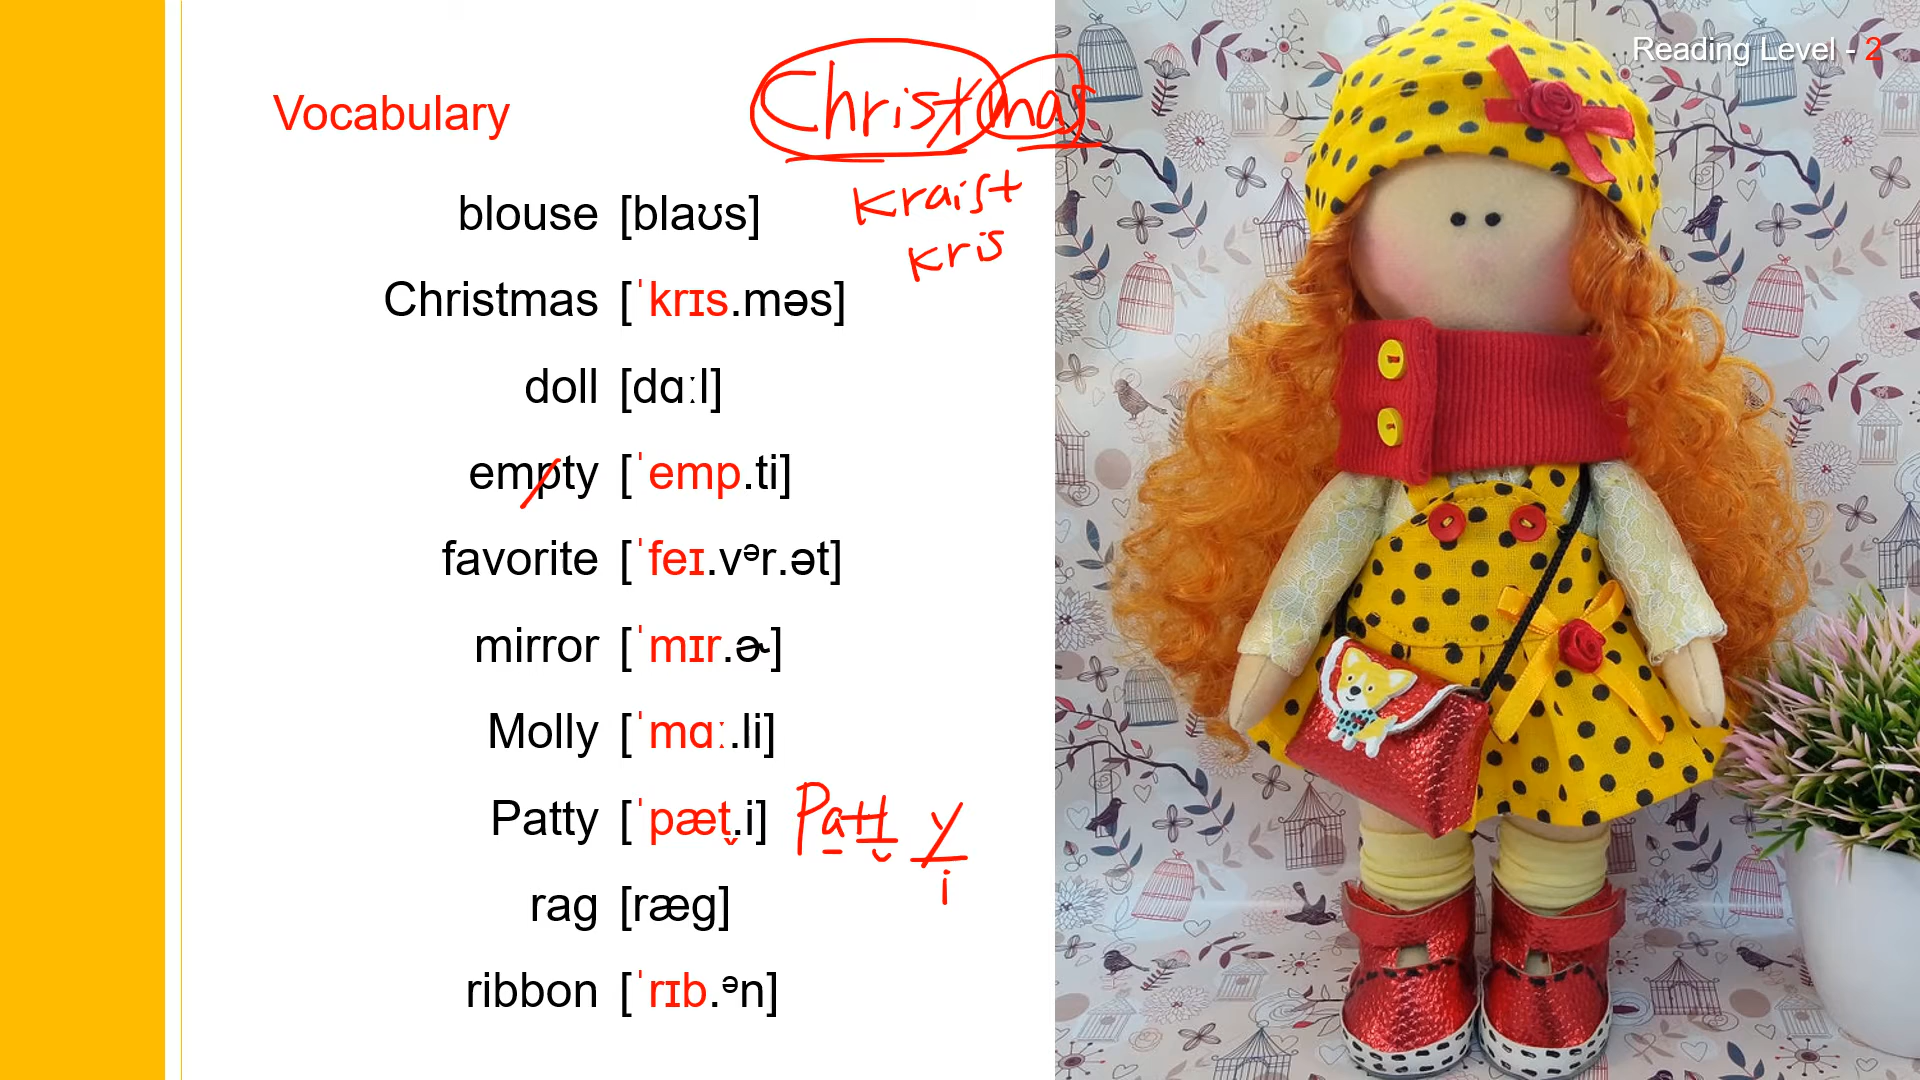 Reading Level - 2
Vocabulary
Christmas
kraist
kris
blouse [blaʊs]
Christmas [ˈkrɪs.məs]
doll [dɑːl]
empty [ˈemp.ti]
favorite [ˈfeɪ.vᵊr.ət]
mirror [ˈmɪr.ɚ]
Molly [ˈmɑː.li]
Patty [ˈpæt̬.i] Patty
i
rag [ræg]
ribbon [ˈrɪb.ᵊn]